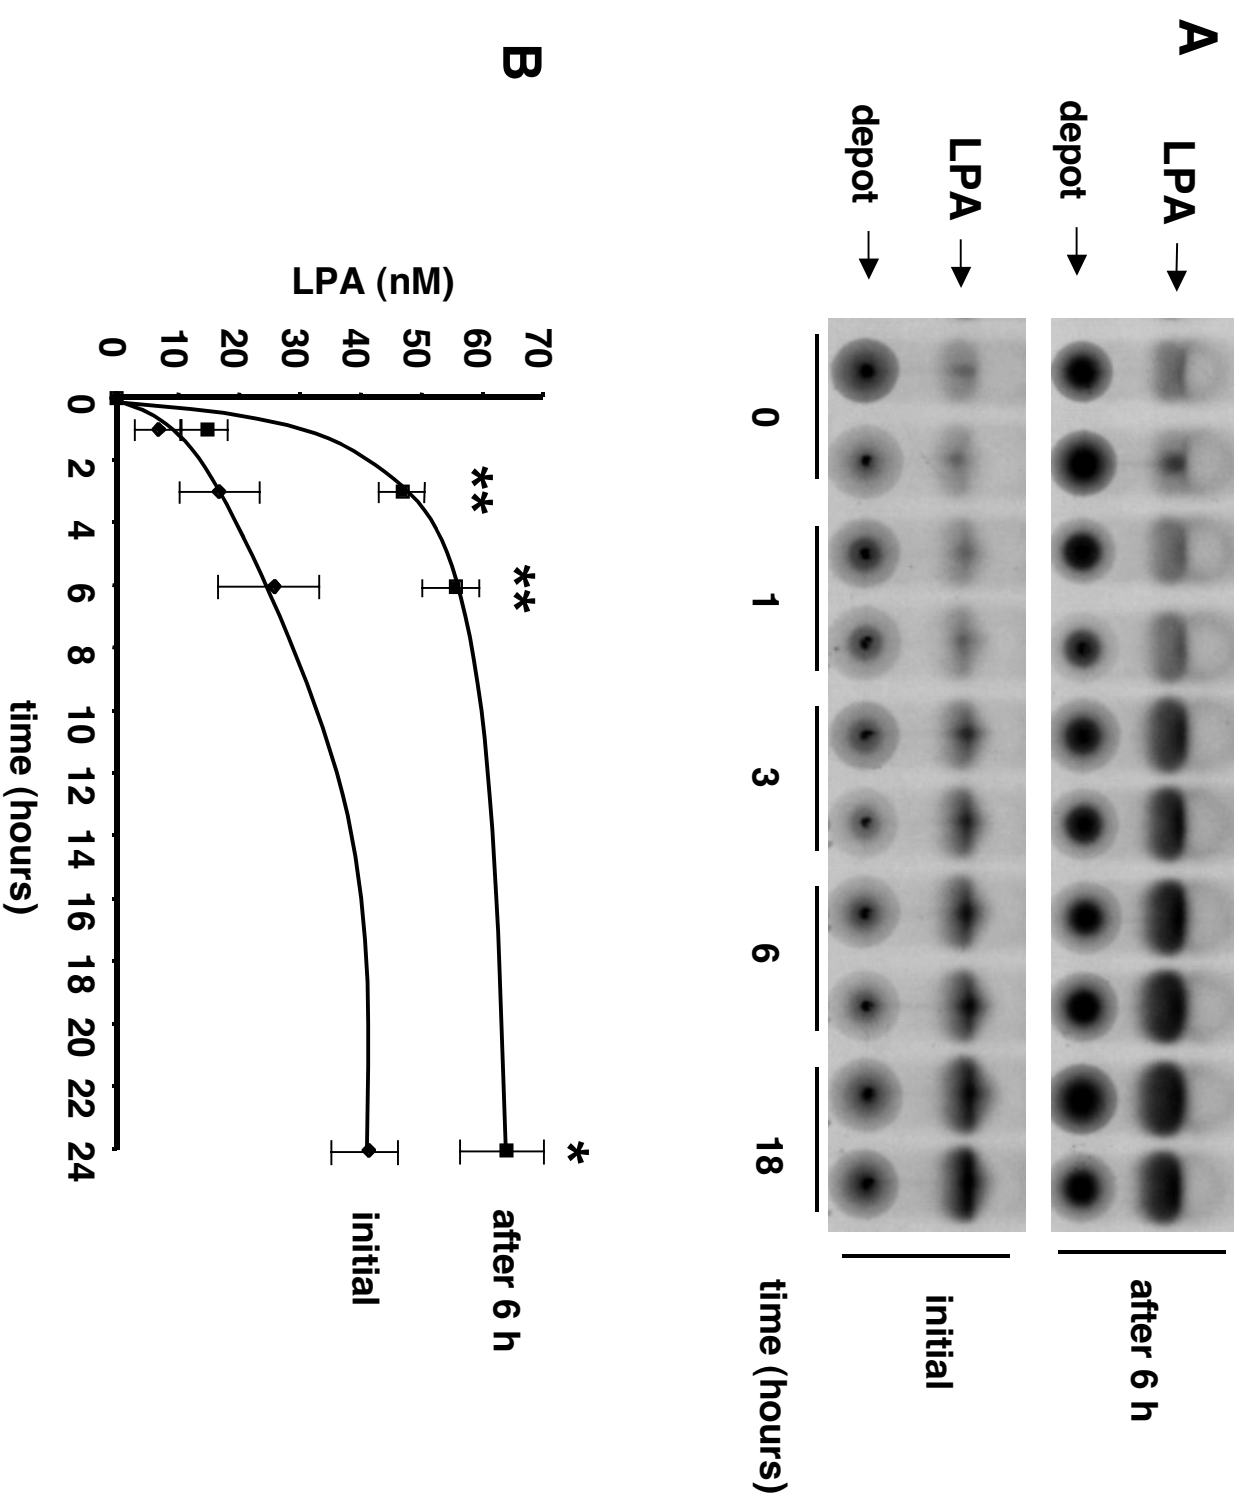 A
LPA
depot
after 6 h
LPA
depot
initial
0 1 3 6 18 time (hours)
B
LPA (nM)
70
60
50
40
30
20
10
0
** ** *
after 6 h
initial
0 2 4 6 8 10 12 14 16 18 20 22 24
time (hours)